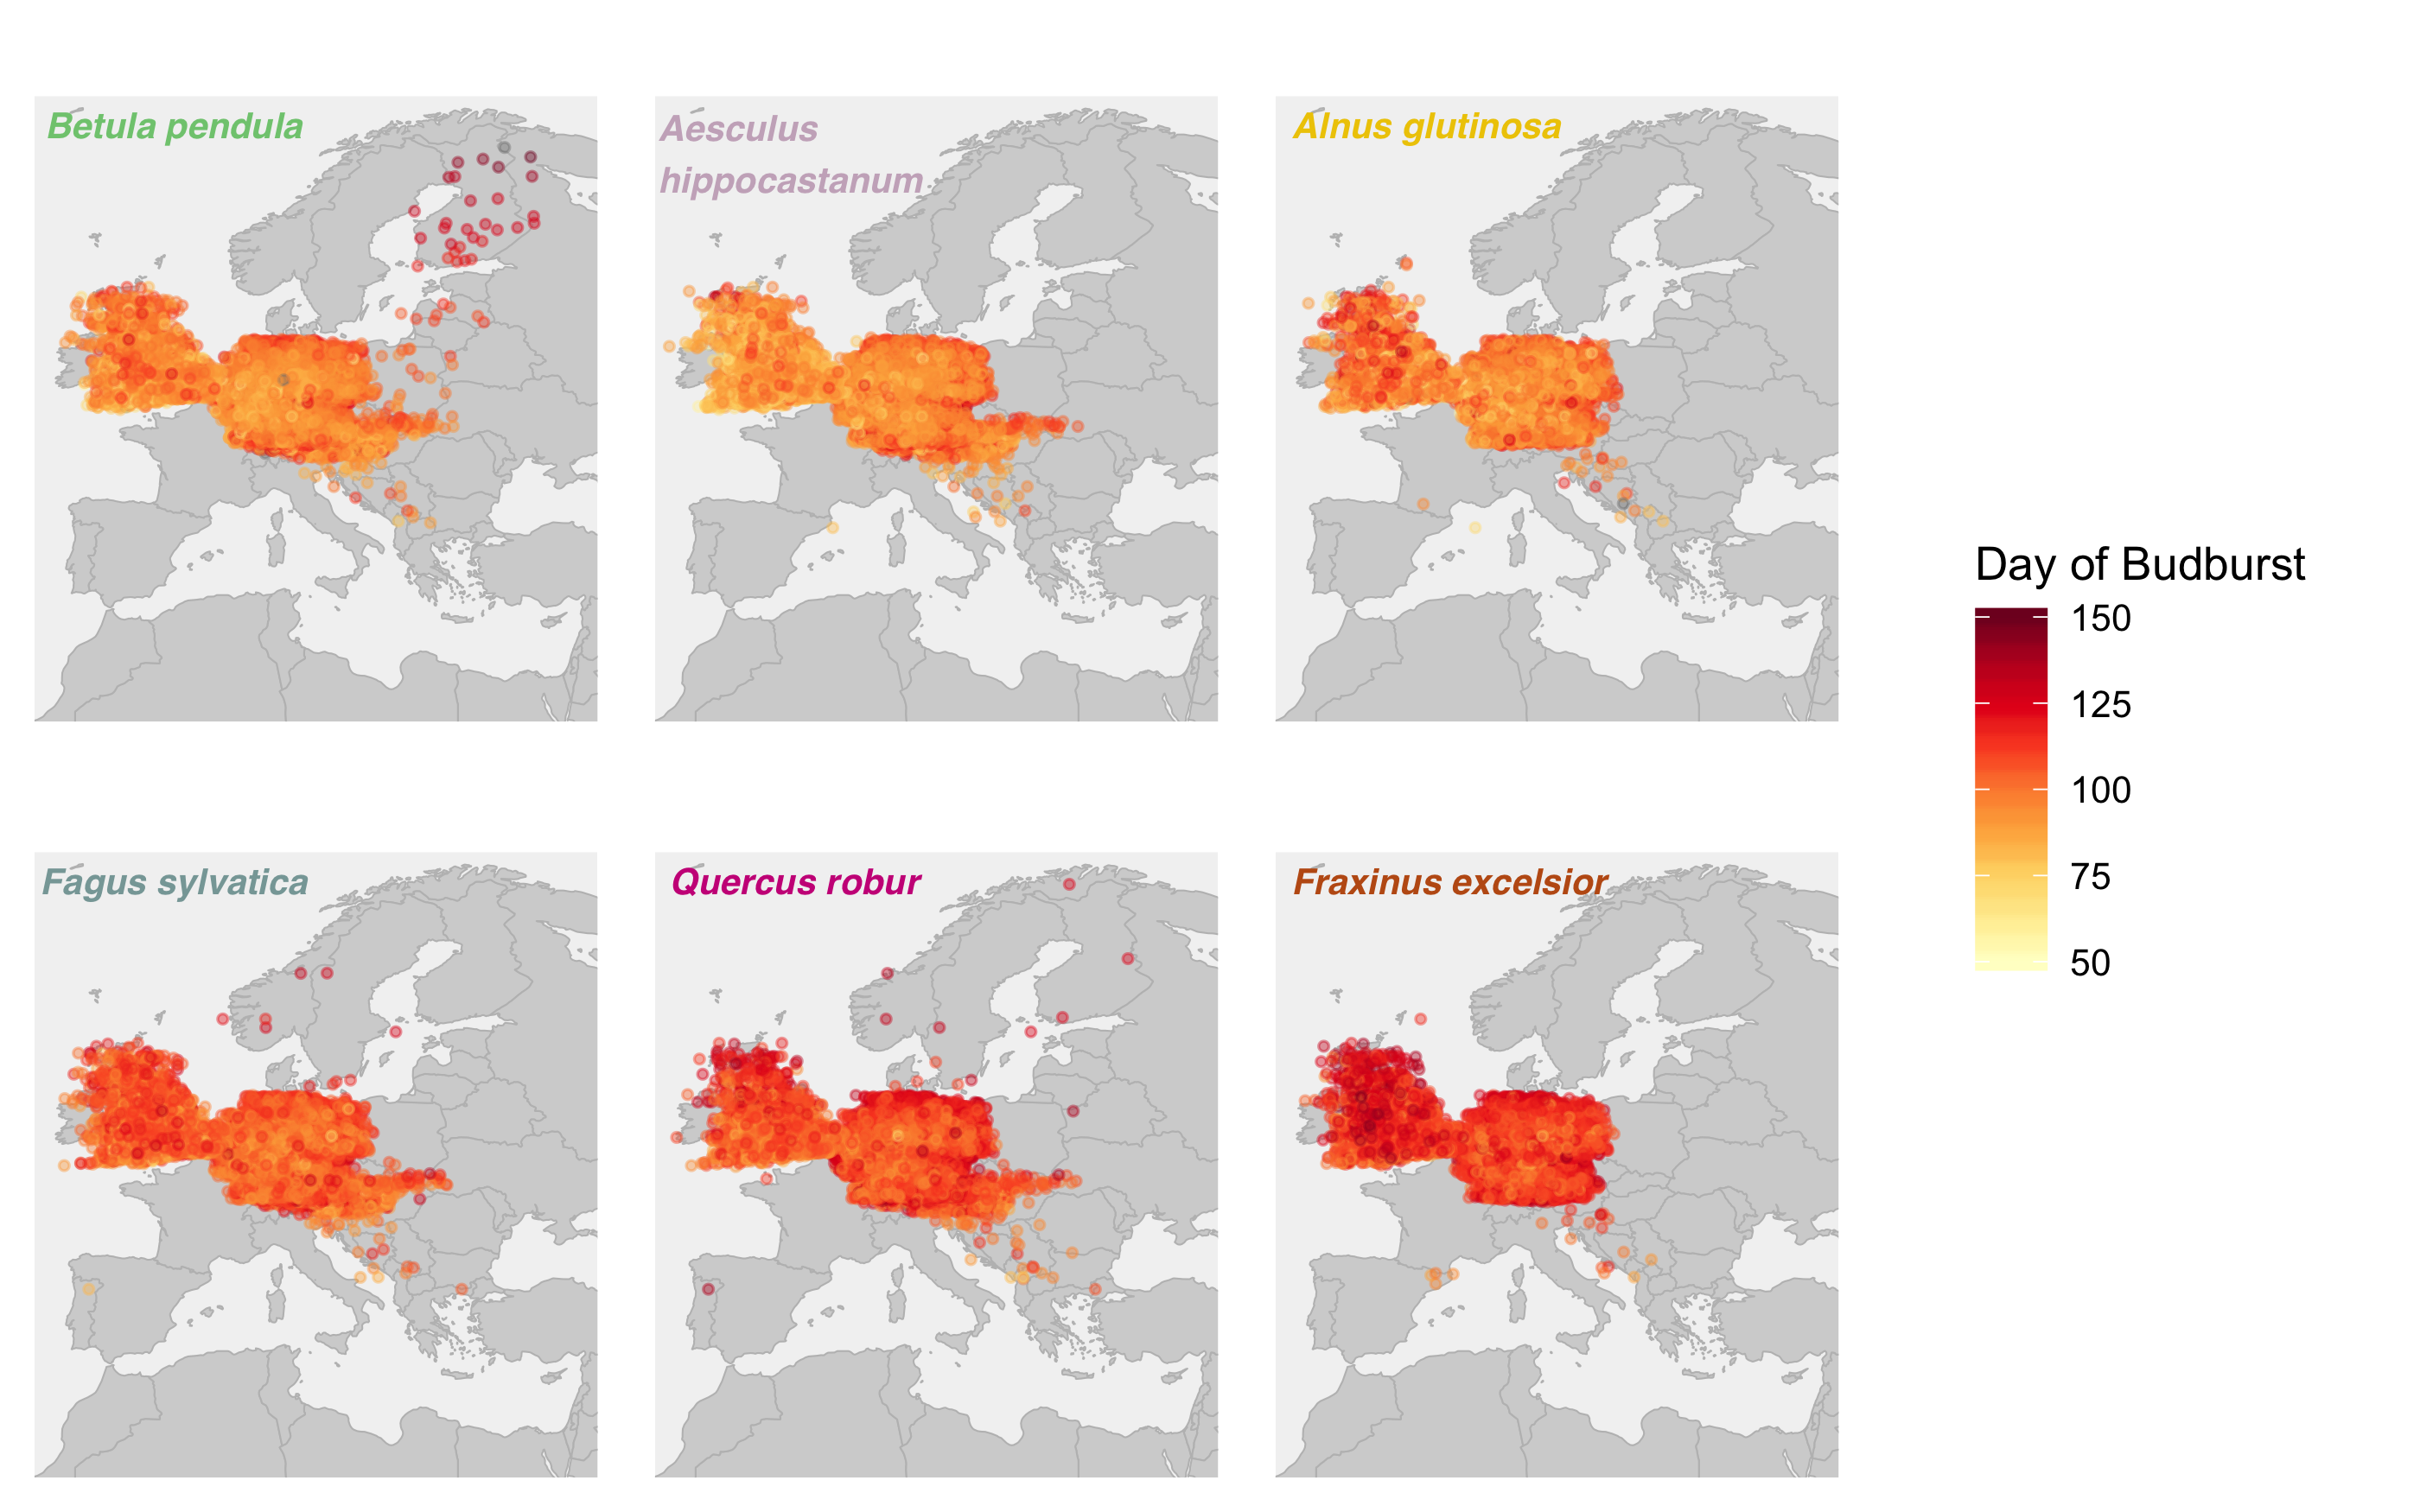 Betula pendula
Aesculus
hippocastanum
Alnus glutinosa
Fagus sylvatica
Quercus robur
Fraxinus excelsior
Day of Budburst
150
125
100
75
50